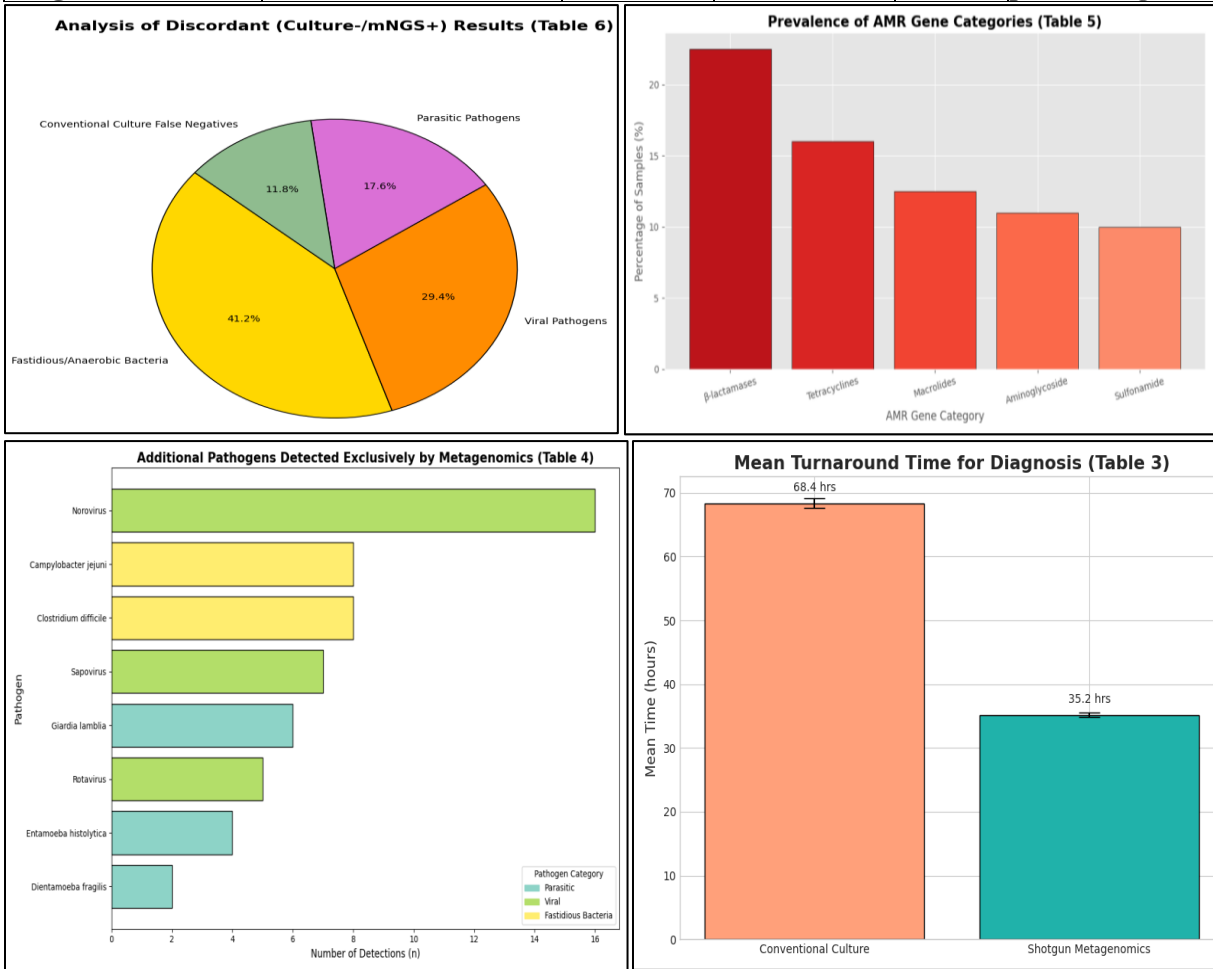 Analysis of Discordant (Culture-/mNGS+) Results (Table 6)
Conventional Culture False Negatives
Parasitic Pathogens
11.8%
17.6%
29.4%
41.2%
Viral Pathogens
Fastidious/Anaerobic Bacteria
Prevalence of AMR Gene Categories (Table 5)
Percentage of Samples (%)
20
15
10
5
0
β-lactamases
Tetracyclines
Macrolides
Aminoglycoside
Sulfonamide
AMR Gene Category
Additional Pathogens Detected Exclusively by Metagenomics (Table 4)
Pathogen
Norovirus
Campylobacter jejuni
Clostridium difficile
Sapovirus
Giardia lamblia
Rotavirus
Entamoeba histolytica
Dientamoeba fragilis
Pathogen Category
Parasitic
Viral
Fastidious Bacteria
0 2 4 6 8 10 12 14 16
Number of Detections (n)
Mean Turnaround Time for Diagnosis (Table 3)
Mean Time (hours)
70
60
50
40
30
20
10
0
68.4 hrs
35.2 hrs
Conventional Culture
Shotgun Metagenomics